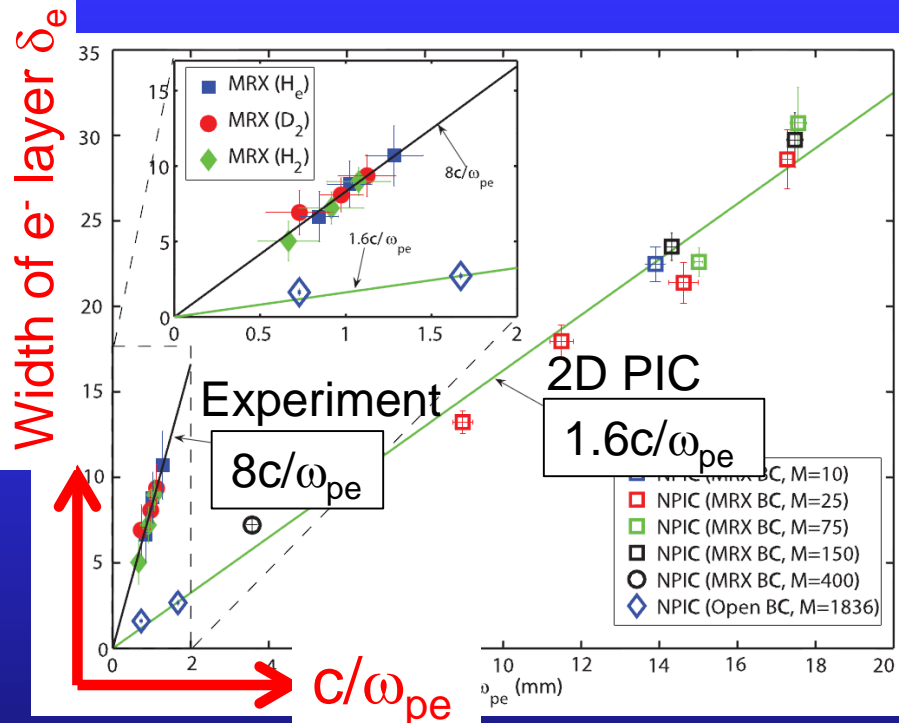 Width of e⁻ layer δₑ
35
30
25
20
15
10
5
0
15
10
5
0
MRX (Hₑ)
MRX (D₂)
MRX (H₂)
8c/ωₚₑ
1.6c/ωₚₑ
0
0.5
1
1.5
2
Experiment
8c/ωₚₑ
2D PIC
1.6c/ωₚₑ
NPIC (MRX BC, M=10)
NPIC (MRX BC, M=25)
NPIC (MRX BC, M=75)
NPIC (MRX BC, M=150)
NPIC (MRX BC, M=400)
NPIC (Open BC, M=1836)
0 2 4 10 12 14 16 18 20
c/ωₚₑ
ωₚₑ (mm)